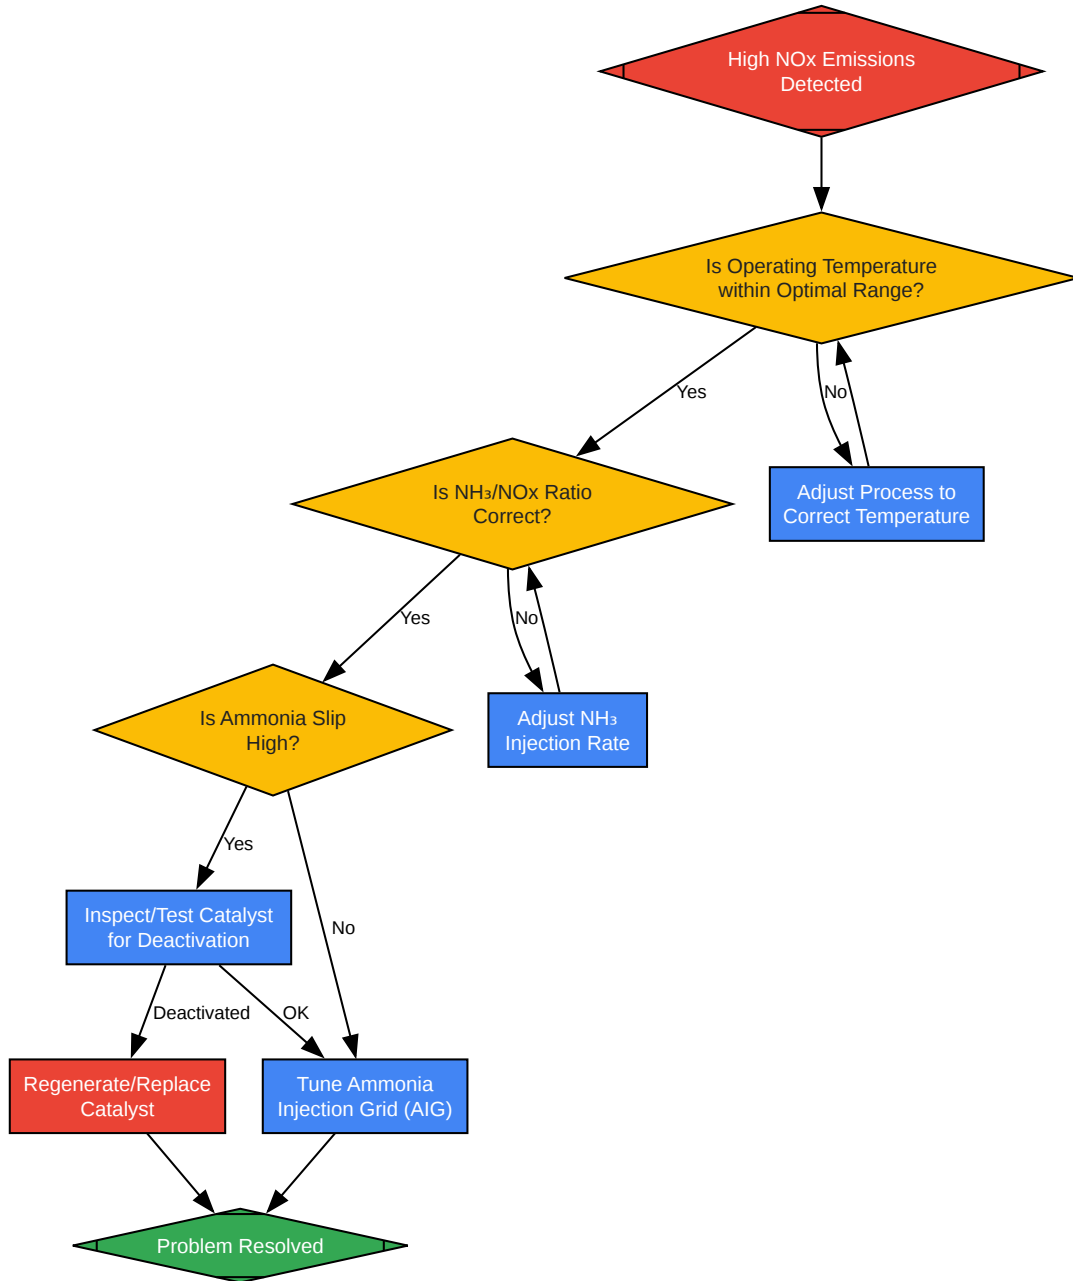 High NOx Emissions
Detected
Is Operating Temperature
within Optimal Range?
Yes
No
Is NH₃/NOx Ratio
Correct?
Adjust Process to
Correct Temperature
Yes
No
Is Ammonia Slip
High?
Adjust NH₃
Injection Rate
Yes
Inspect/Test Catalyst
for Deactivation
No
Deactivated
OK
Regenerate/Replace
Catalyst
Tune Ammonia
Injection Grid (AIG)
Problem Resolved